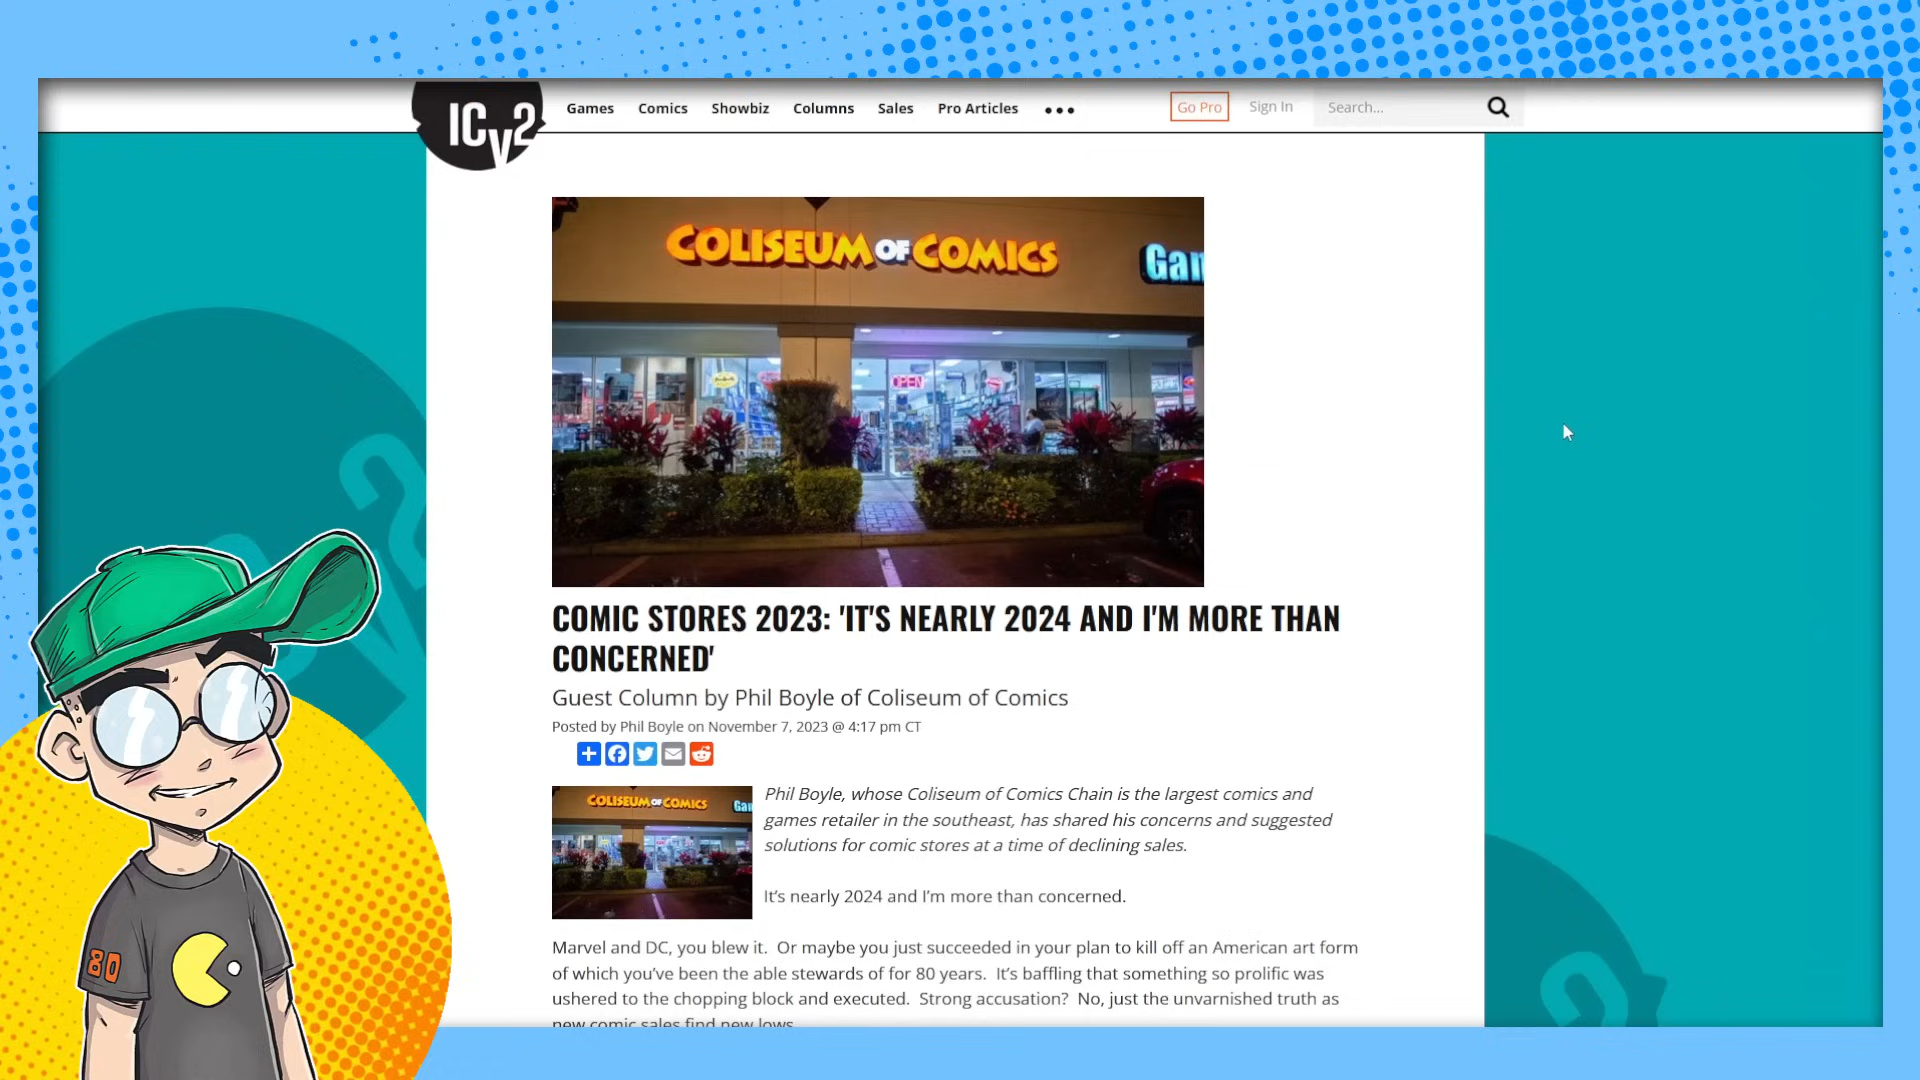 ICv2
Games Comics Showbiz Columns Sales Pro Articles •••
Go Pro Sign In Search...
COLISEUM OF COMICS
Gam
OPEN
COMIC STORES 2023: 'IT'S NEARLY 2024 AND I'M MORE THAN
CONCERNED'
Guest Column by Phil Boyle of Coliseum of Comics
Posted by Phil Boyle on November 7, 2023 @ 4:17 pm CT
COLISEUM OF COMICS Gam
Phil Boyle, whose Coliseum of Comics Chain is the largest comics and
games retailer in the southeast, has shared his concerns and suggested
solutions for comic stores at a time of declining sales.
It's nearly 2024 and I'm more than concerned.
Marvel and DC, you blew it. Or maybe you just succeeded in your plan to kill off an American art form
of which you've been the able stewards of for 80 years. It's baffling that something so prolific was
ushered to the chopping block and executed. Strong accusation? No, just the unvarnished truth as
new comic sales find new lows.
80